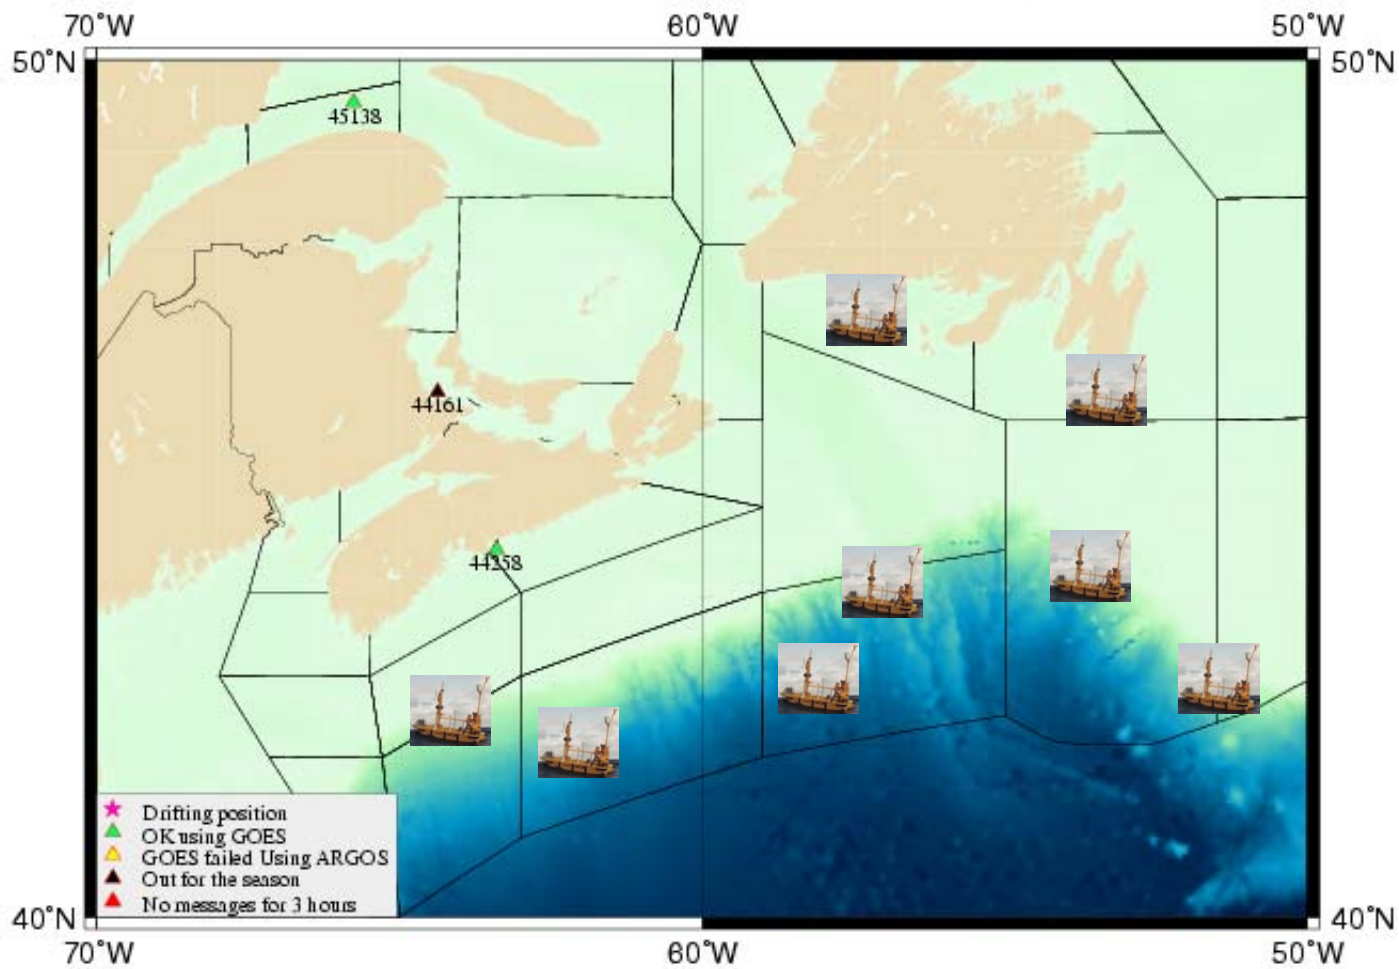 70°W 60°W 50°W
50°N 50°N
45138
44161
44258
Drifting position
OK using GOES
GOES failed Using ARGOS
Out for the season
No messages for 3 hours
40°N 40°N
70°W 60°W 50°W